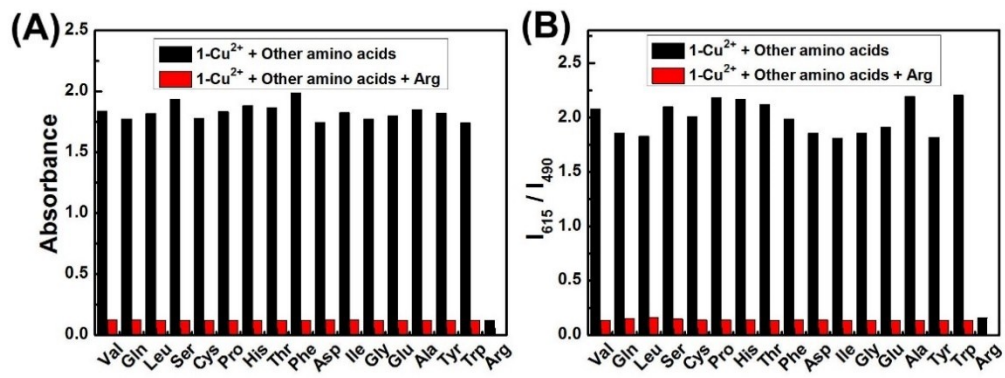 (A)
2.5
2.0
1.5
1.0
0.5
0.0
Absorbance
1-Cu²⁺ + Other amino acids
1-Cu²⁺ + Other amino acids + Arg
Val Gln Leu Ser Cys Pro His Thr Phe Asp Ile Gly Glu Ala Tyr Trp Arg
(B)
2.5
2.0
1.5
1.0
0.5
0.0
I₆₁₅ / I₄₉₀
1-Cu²⁺ + Other amino acids
1-Cu²⁺ + Other amino acids + Arg
Val Gln Leu Ser Cys Pro His Thr Phe Asp Ile Gly Glu Ala Tyr Trp Arg